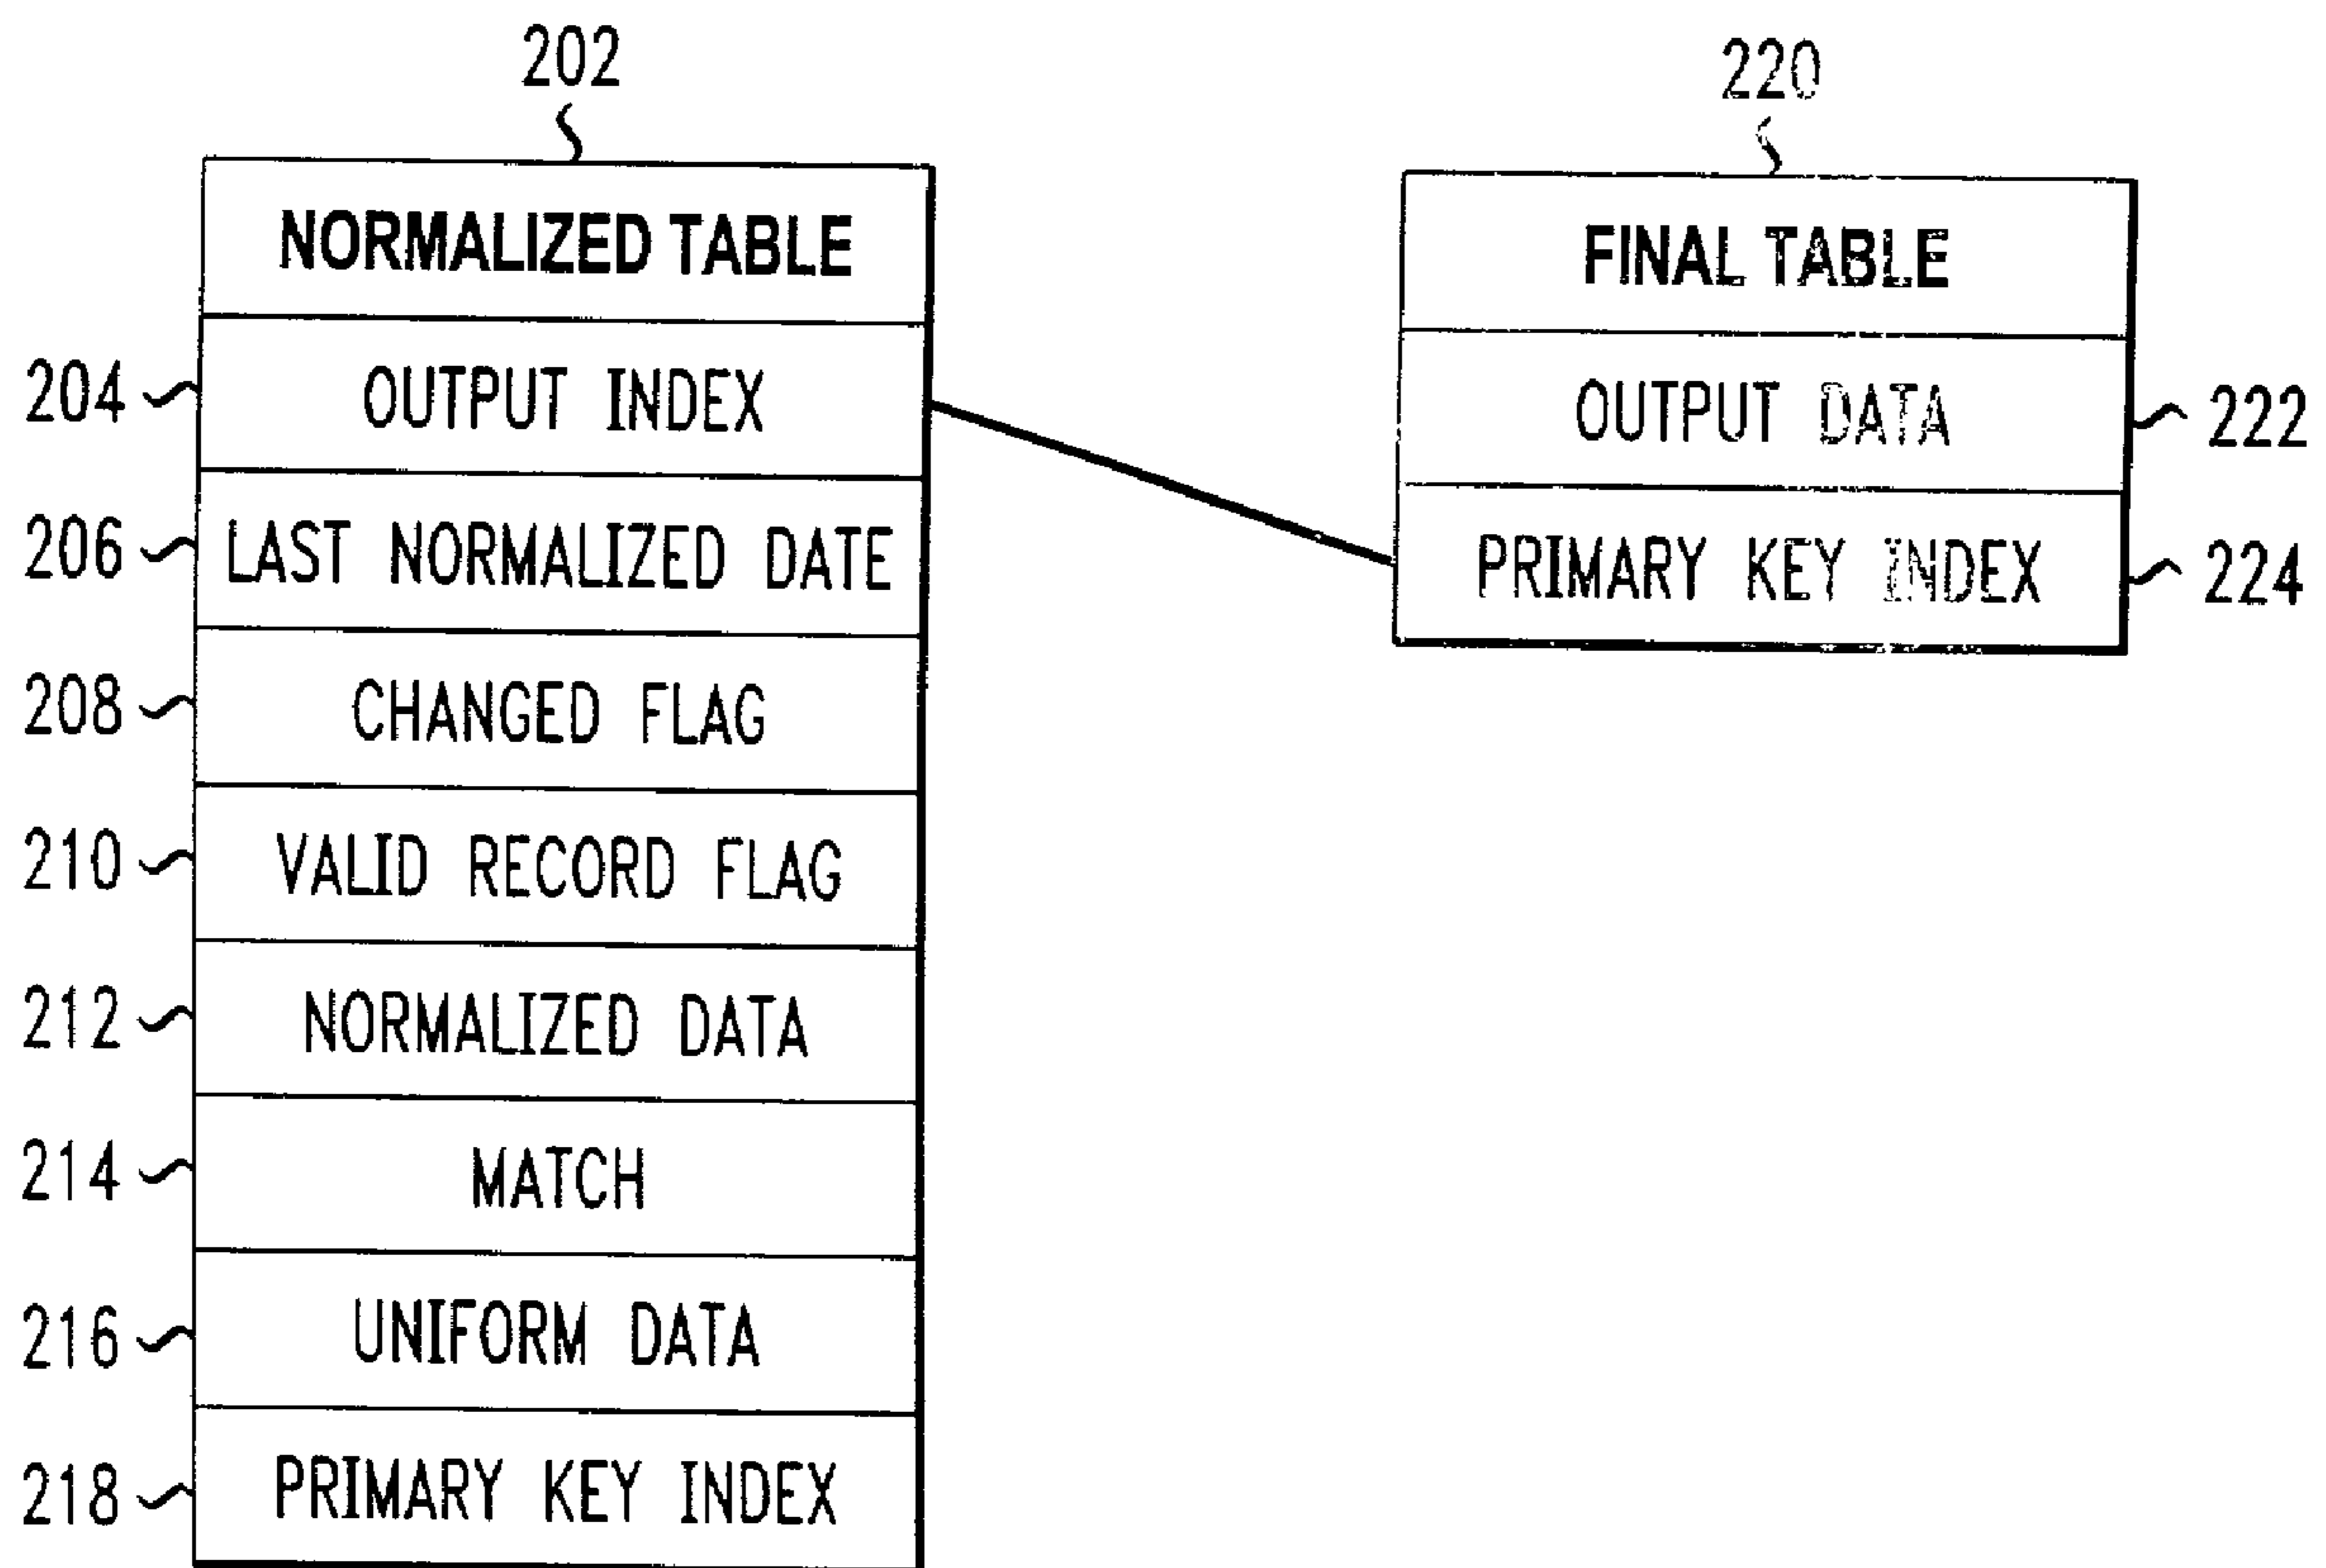 202
NORMALIZED TABLE
204 OUTPUT INDEX
206 LAST NORMALIZED DATE
208 CHANGED FLAG
210 VALID RECORD FLAG
212 NORMALIZED DATA
214 MATCH
216 UNIFORM DATA
218 PRIMARY KEY INDEX
220
FINAL TABLE
OUTPUT DATA 222
PRIMARY KEY INDEX 224